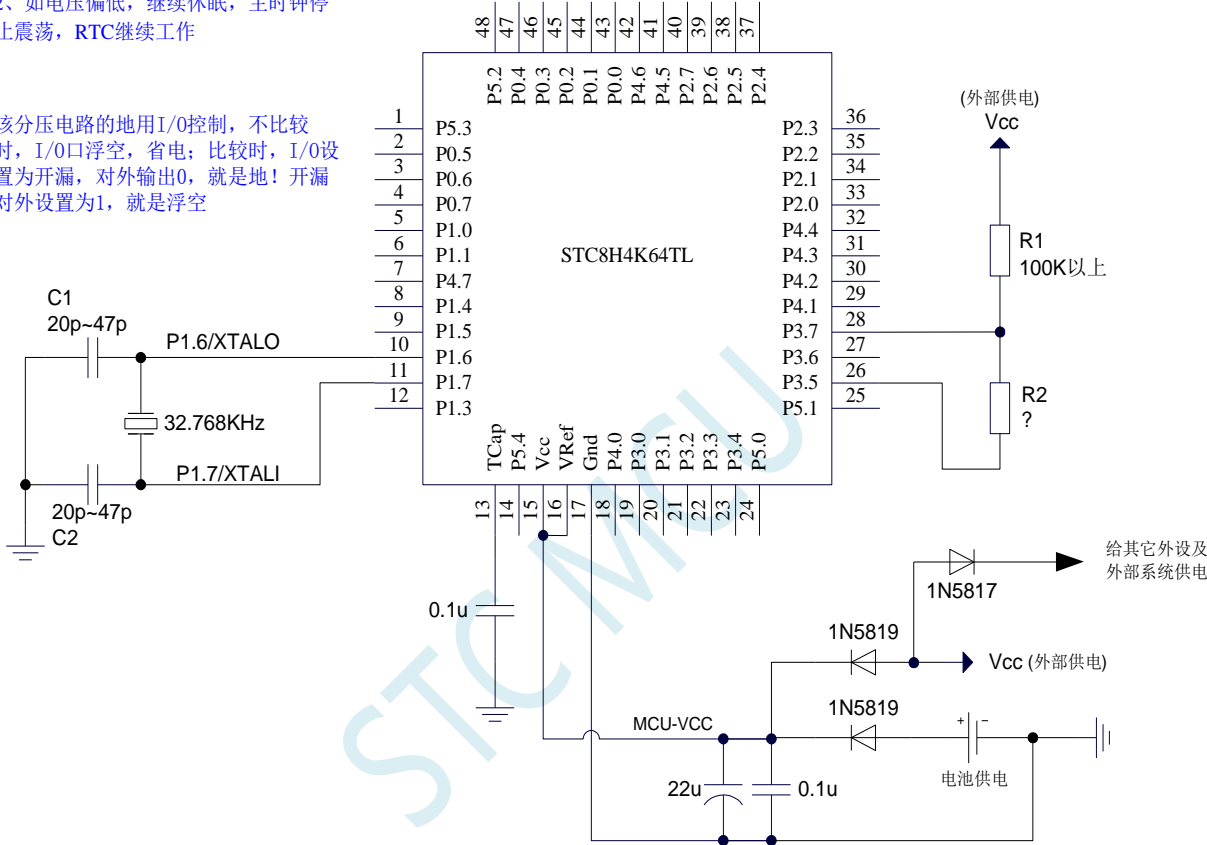 2、如电压偏低，继续休眠，主时钟停
止震荡，RTC继续工作
该分压电路的地用I/O控制，不比较
时，I/O口浮空，省电；比较时，I/O设
置为开漏，对外输出0，就是地！开漏
对外设置为1，就是浮空
48 47 46 45 44 43 42 41 40 39 38 37
P5.2 P0.4 P0.3 P0.2 P0.1 P0.0 P4.6 P4.5 P2.7 P2.6 P2.5 P2.4
1 P5.3
2 P0.5
3 P0.6
4 P0.7
5 P1.0
6 P1.1
7 P4.7
8 P1.4
9 P1.5
10 P1.6
11 P1.7
12 P1.3
STC8H4K64TL
P2.3 36
P2.2 35
P2.1 34
P2.0 33
P4.4 32
P4.3 31
P4.2 30
P4.1 29
P3.7 28
P3.6 27
P3.5 26
P5.1 25
TCap P5.4 Vcc VRef Gnd P4.0 P3.0 P3.1 P3.2 P3.3 P3.4 P5.0
13 14 15 16 17 18 19 20 21 22 23 24
C1
20p~47p
P1.6/XTALO
32.768KHz
P1.7/XTALI
20p~47p
C2
(外部供电)
Vcc
R1
100K以上
R2
?
0.1u
给其它外设及
外部系统供电
1N5817
1N5819
Vcc (外部供电)
1N5819
MCU-VCC
+ −
电池供电
22u
0.1u
STC MCU